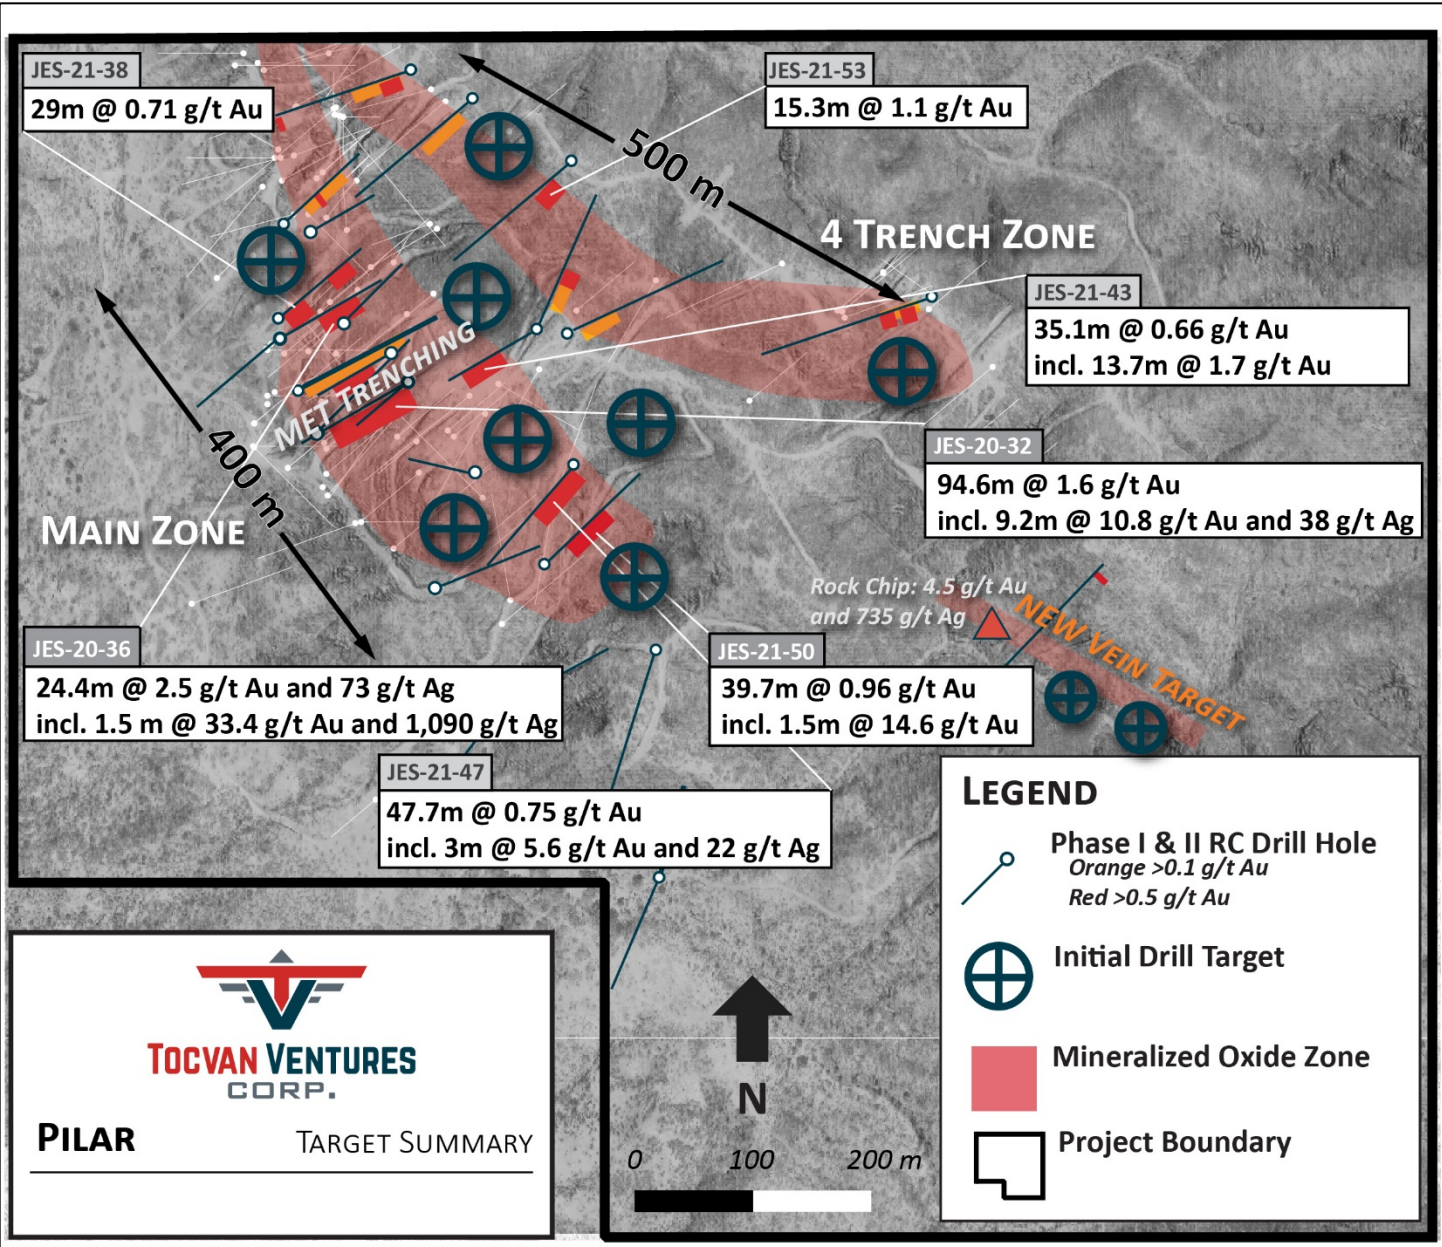 JES-21-38
29m @ 0.71 g/t Au
JES-21-53
15.3m @ 1.1 g/t Au
500 m
4 Trench Zone
JES-21-43
35.1m @ 0.66 g/t Au
incl. 13.7m @ 1.7 g/t Au
Met Trenching
400 m
Main Zone
JES-20-32
94.6m @ 1.6 g/t Au
incl. 9.2m @ 10.8 g/t Au and 38 g/t Ag
Rock Chip: 4.5 g/t Au
and 735 g/t Ag
NEW VEIN TARGET
JES-20-36
24.4m @ 2.5 g/t Au and 73 g/t Ag
incl. 1.5 m @ 33.4 g/t Au and 1,090 g/t Ag
JES-21-50
39.7m @ 0.96 g/t Au
incl. 1.5m @ 14.6 g/t Au
JES-21-47
47.7m @ 0.75 g/t Au
incl. 3m @ 5.6 g/t Au and 22 g/t Ag
Legend
Phase I & II RC Drill Hole
Orange >0.1 g/t Au
Red >0.5 g/t Au
Initial Drill Target
Mineralized Oxide Zone
Project Boundary
TV
TOCVAN VENTURES
CORP.
Pilar
Target Summary
N
0 100 200 m